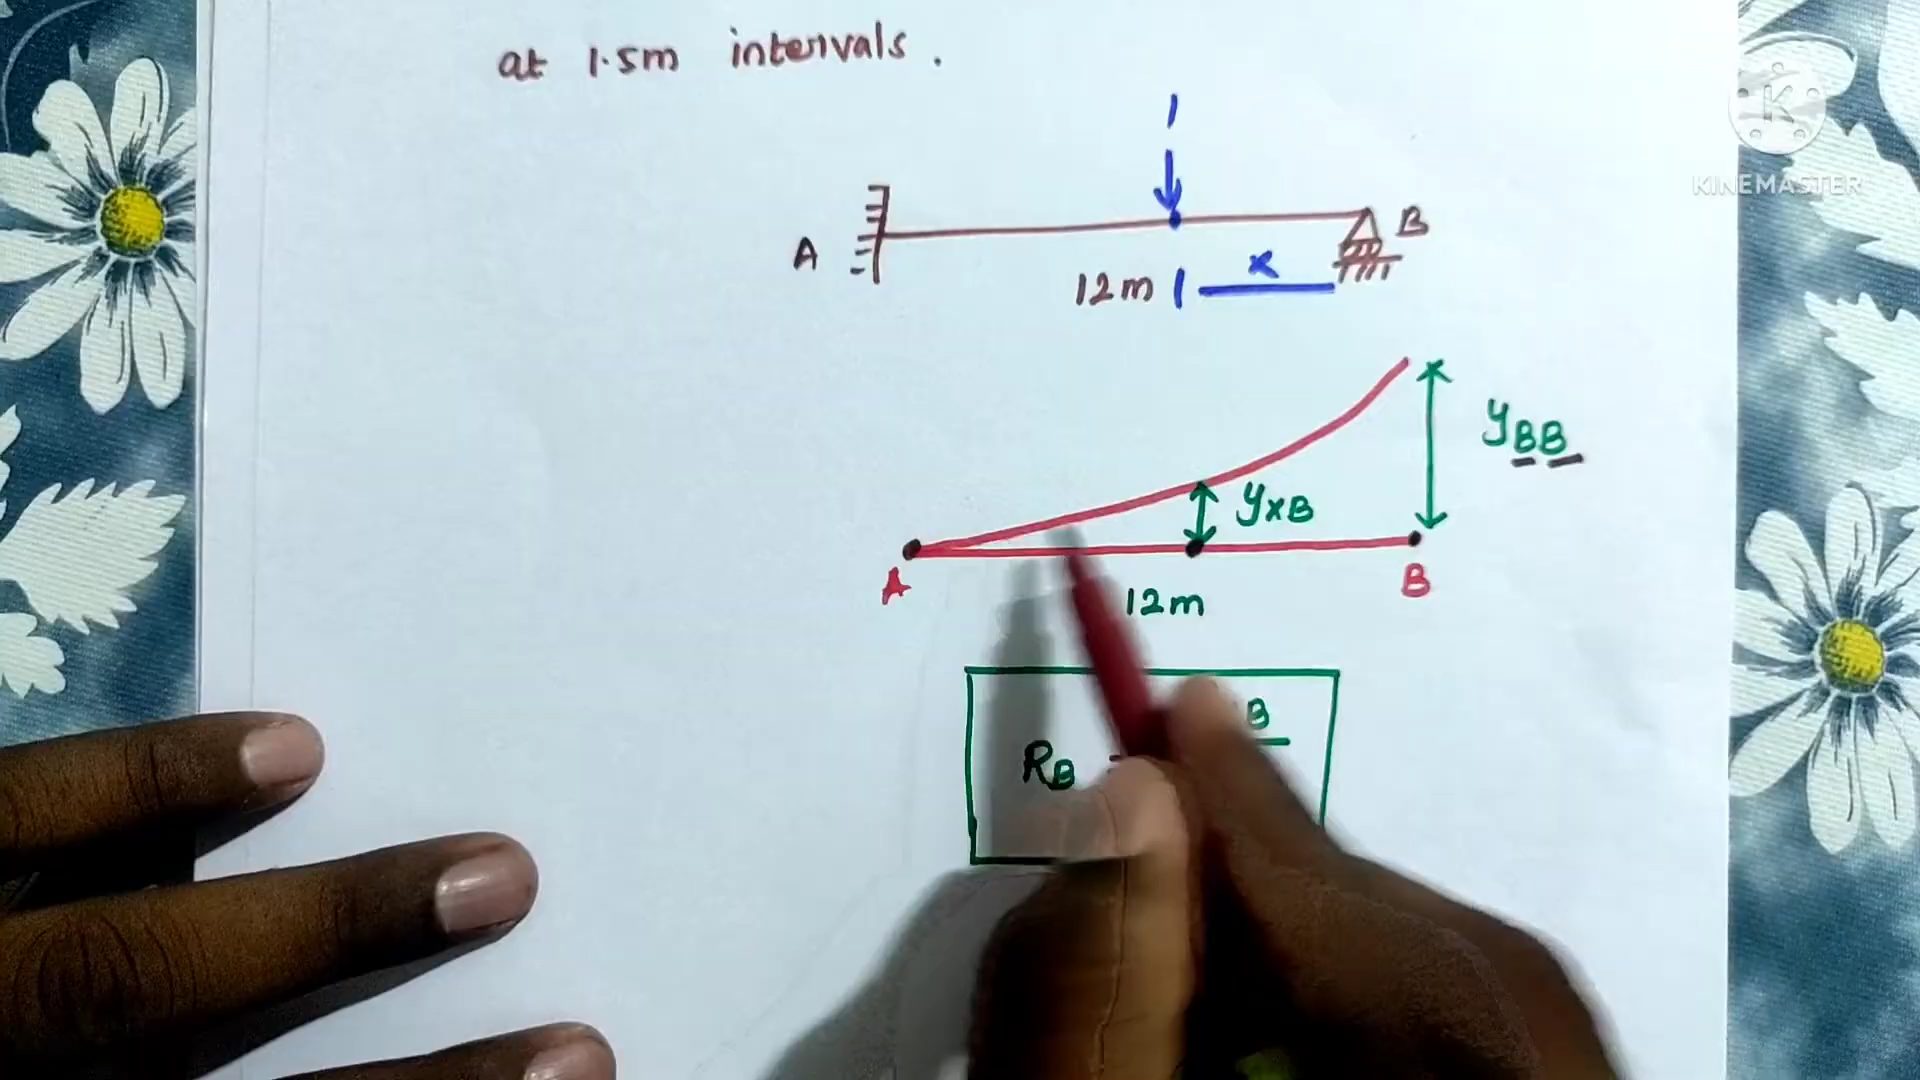 at 1.5m intervals.
1
K
KINEMASTER
A
B
12m
x
yBB
yXB
A
B
12m
RB
B